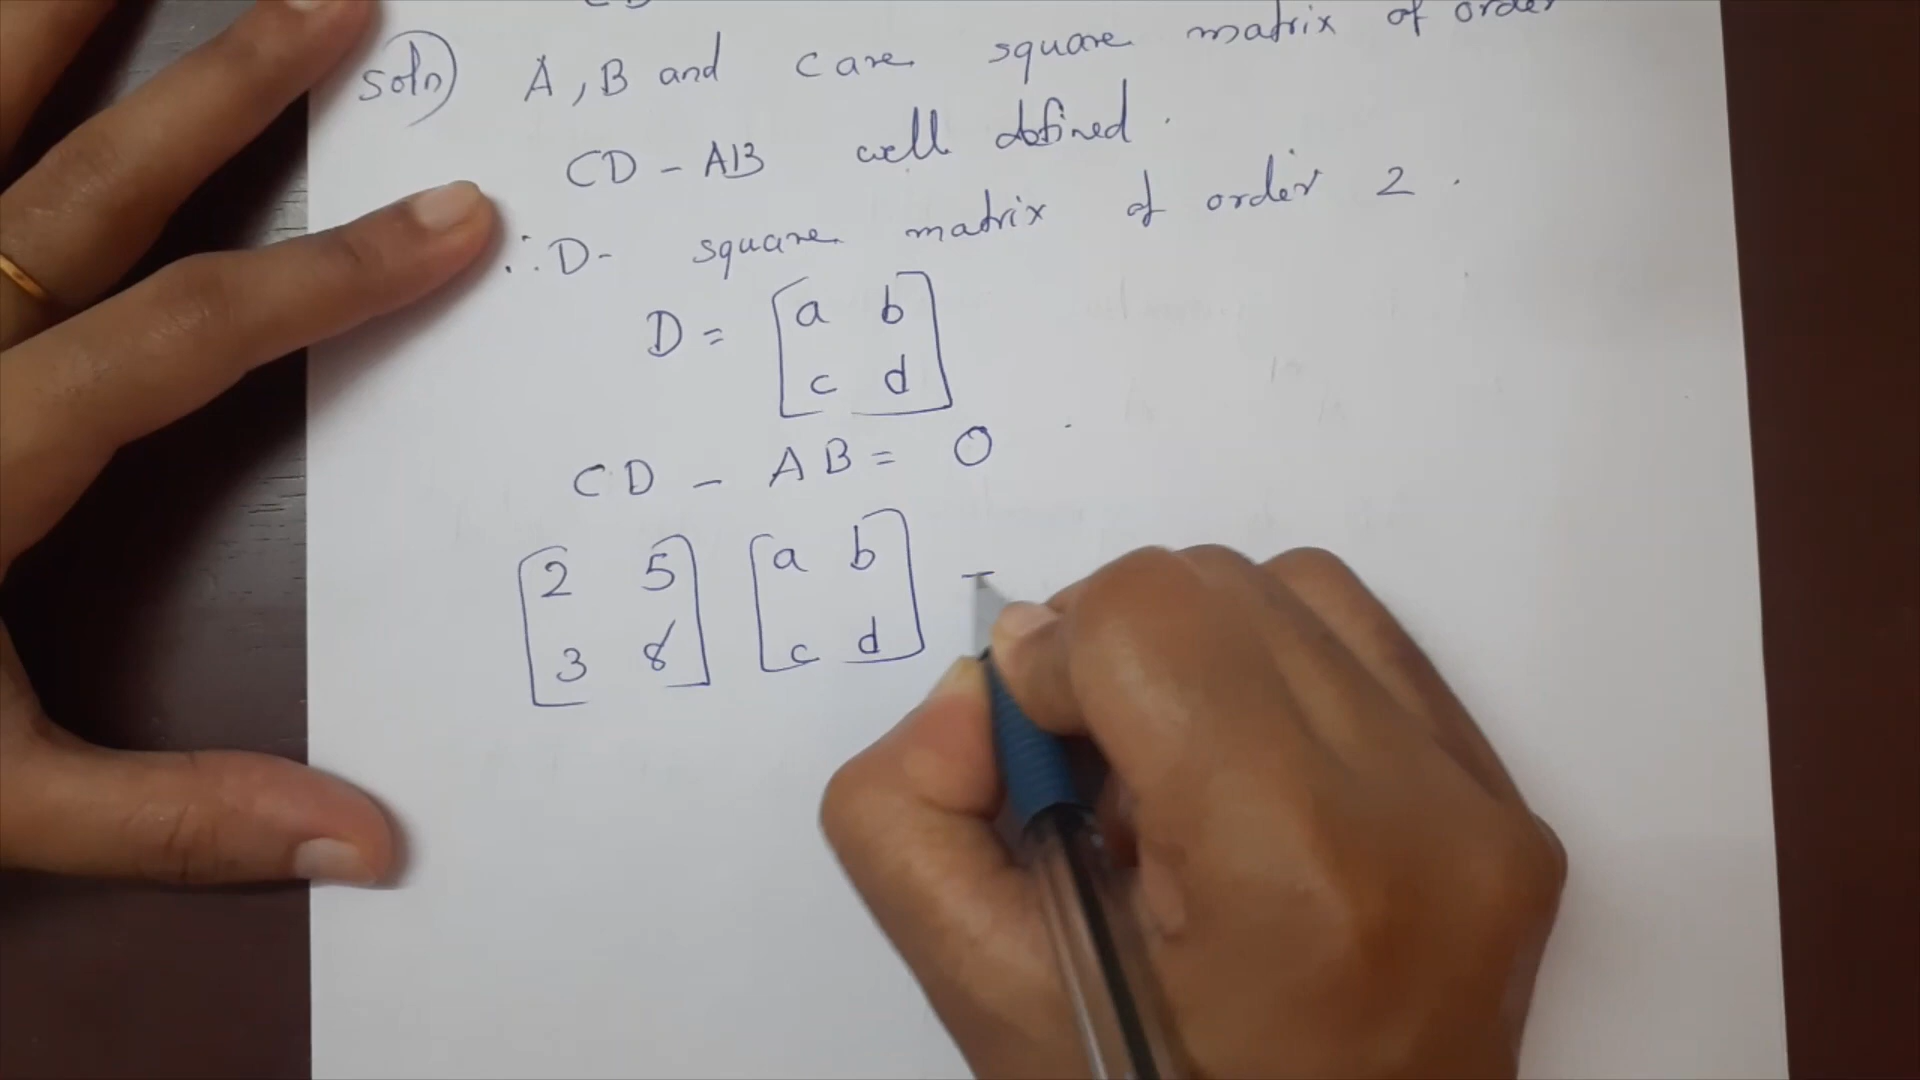 Soln) A, B and C are square matrix of order
CD - AB well defined.
∴ D - square matrix of order 2.
D = [a b
c d]
CD - AB = O
[2 5 [a b -
3 8] c d]